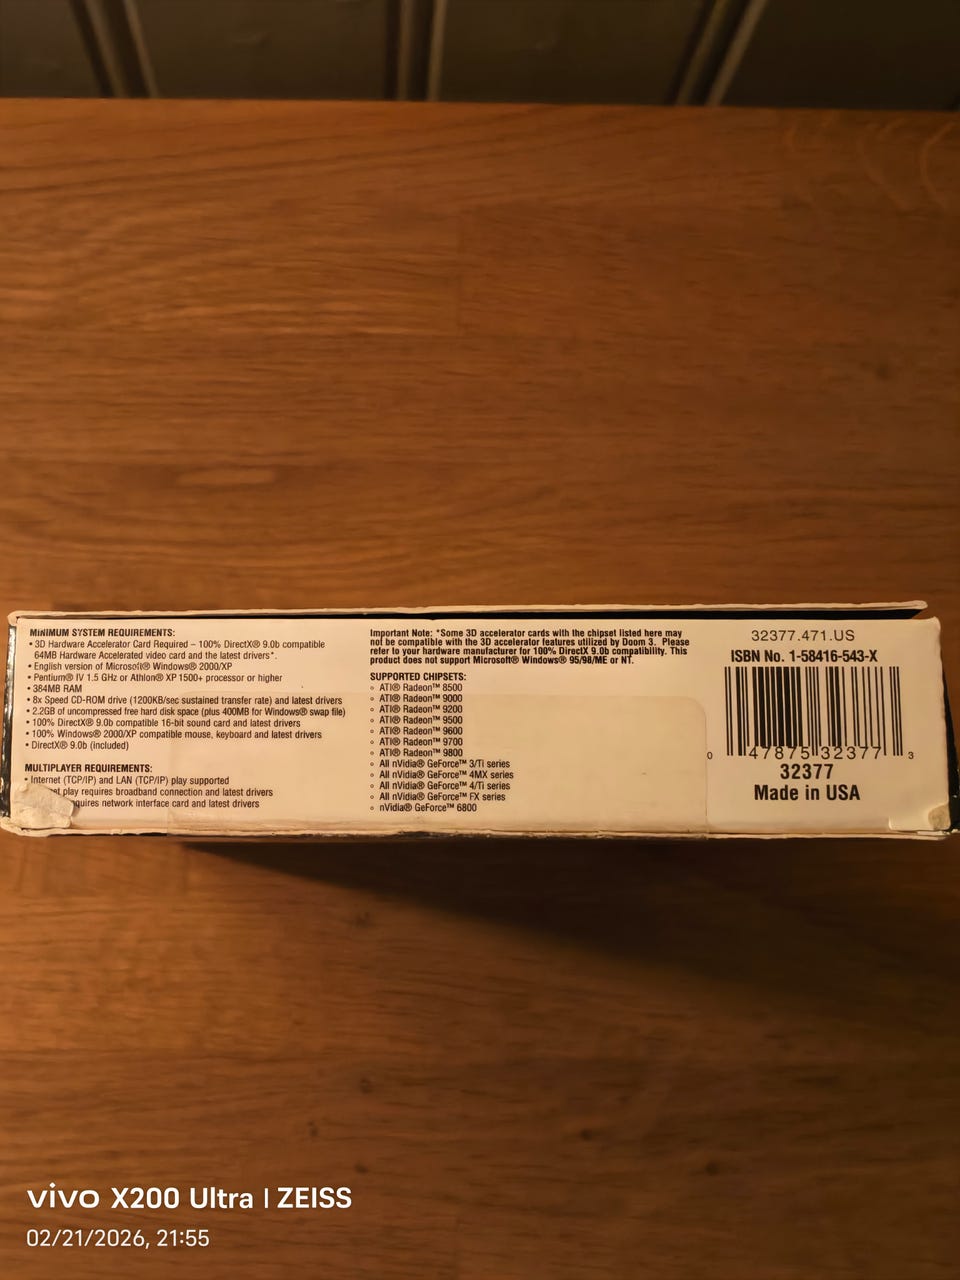 MINIMUM SYSTEM REQUIREMENTS:
• 3D Hardware Accelerator Card Required – 100% DirectX® 9.0b compatible
64MB Hardware Accelerated video card and the latest drivers*.
• English version of Microsoft® Windows® 2000/XP
• Pentium® IV 1.5 GHz or Athlon® XP 1500+ processor or higher
• 384MB RAM
• 8x Speed CD-ROM drive (1200KB/sec sustained transfer rate) and latest drivers
• 2.2GB of uncompressed free hard disk space (plus 400MB for Windows® swap file)
• 100% DirectX® 9.0b compatible 16-bit sound card and latest drivers
• 100% Windows® 2000/XP compatible mouse, keyboard and latest drivers
• DirectX® 9.0b (included)
MULTIPLAYER REQUIREMENTS:
• Internet (TCP/IP) and LAN (TCP/IP) play supported
play requires broadband connection and latest drivers
requires network interface card and latest drivers
Important Note: *Some 3D accelerator cards with the chipset listed here may
not be compatible with the 3D accelerator features utilized by Doom 3. Please
refer to your hardware manufacturer for 100% DirectX 9.0b compatibility. This
product does not support Microsoft® Windows® 95/98/ME or NT.
SUPPORTED CHIPSETS:
◦ ATI® Radeon™ 8500
◦ ATI® Radeon™ 9000
◦ ATI® Radeon™ 9200
◦ ATI® Radeon™ 9500
◦ ATI® Radeon™ 9600
◦ ATI® Radeon™ 9700
◦ ATI® Radeon™ 9800
◦ All nVidia® GeForce™ 3/Ti series
◦ All nVidia® GeForce™ 4MX series
◦ All nVidia® GeForce™ 4/Ti series
◦ All nVidia® GeForce™ FX series
◦ nVidia® GeForce™ 6800
32377.471.US
ISBN No. 1-58416-543-X
0 47875 32377 3
32377
Made in USA
vivo X200 Ultra | ZEISS
02/21/2026, 21:55